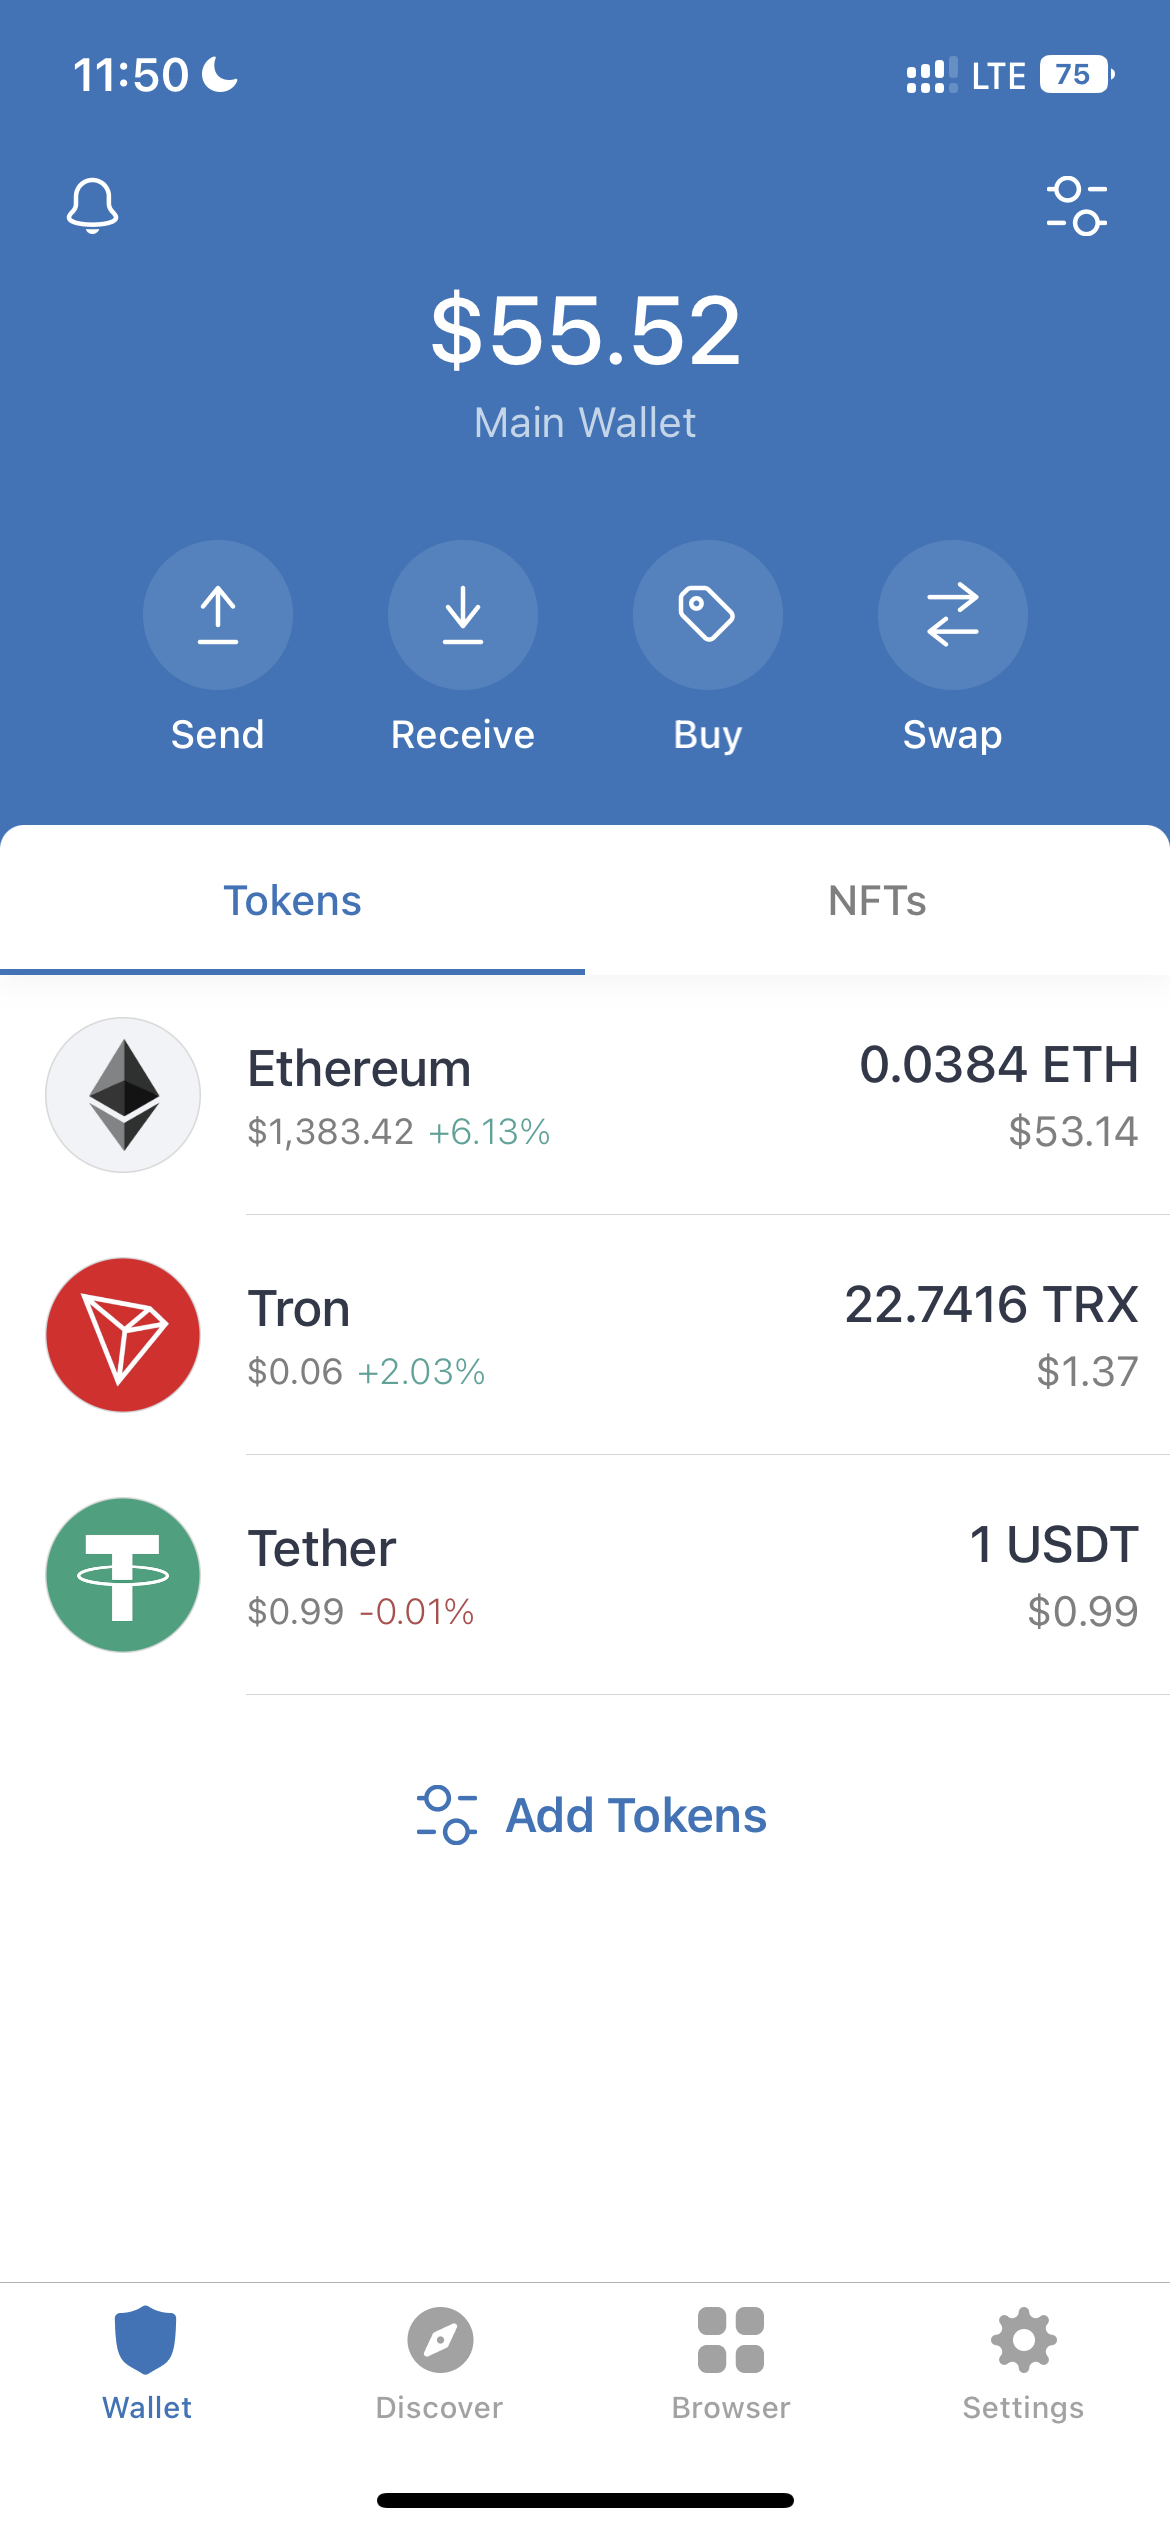 11:50 LTE 75
$55.52
Main Wallet
Send Receive Buy Swap
Tokens NFTs
Ethereum 0.0384 ETH
$1,383.42 +6.13% $53.14
Tron 22.7416 TRX
$0.06 +2.03% $1.37
Tether 1 USDT
$0.99 -0.01% $0.99
Add Tokens
Wallet Discover Browser Settings